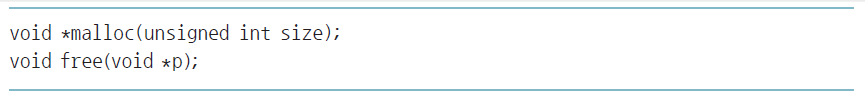 void *malloc(unsigned int size);
void free(void *p);